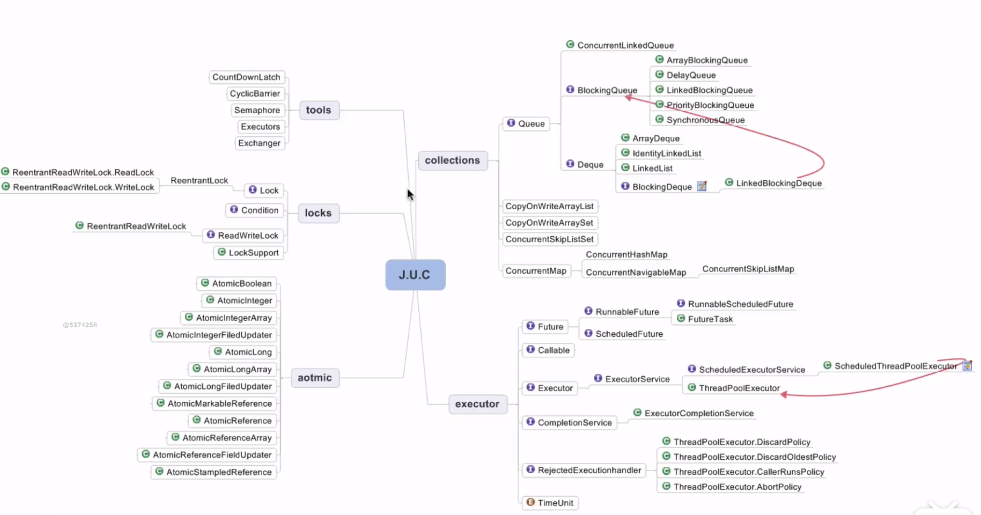 J.U.C
tools
CountDownLatch
CyclicBarrier
Semaphore
Executors
Exchanger
locks
Lock
ReentrantLock
ReentrantReadWriteLock.ReadLock
ReentrantReadWriteLock.WriteLock
Condition
ReadWriteLock
ReentrantReadWriteLock
LockSupport
aotmic
AtomicBoolean
AtomicInteger
AtomicIntegerArray
AtomicIntegerFiledUpdater
AtomicLong
AtomicLongArray
AtomicLongFiledUpdater
AtomicMarkableReference
AtomicReference
AtomicReferenceArray
AtomicReferenceFieldUpdater
AtomicStampledReference
collections
Queue
ConcurrentLinkedQueue
BlockingQueue
ArrayBlockingQueue
DelayQueue
LinkedBlockingQueue
PriorityBlockingQueue
SynchronousQueue
Deque
ArrayDeque
IdentityLinkedList
LinkedList
BlockingDeque
LinkedBlockingDeque
CopyOnWriteArrayList
CopyOnWriteArraySet
ConcurrentSkipListSet
ConcurrentMap
ConcurrentHashMap
ConcurrentNavigableMap
ConcurrentSkipListMap
executor
Future
RunnableFuture
RunnableScheduledFuture
FutureTask
ScheduledFuture
Callable
Executor
ExecutorService
ScheduledExecutorService
ScheduledThreadPoolExecutor
ThreadPoolExecutor
CompletionService
ExecutorCompletionService
RejectedExecutionhandler
ThreadPoolExecutor.DiscardPolicy
ThreadPoolExecutor.DiscardOldestPolicy
ThreadPoolExecutor.CallerRunsPolicy
ThreadPoolExecutor.AbortPolicy
TimeUnit